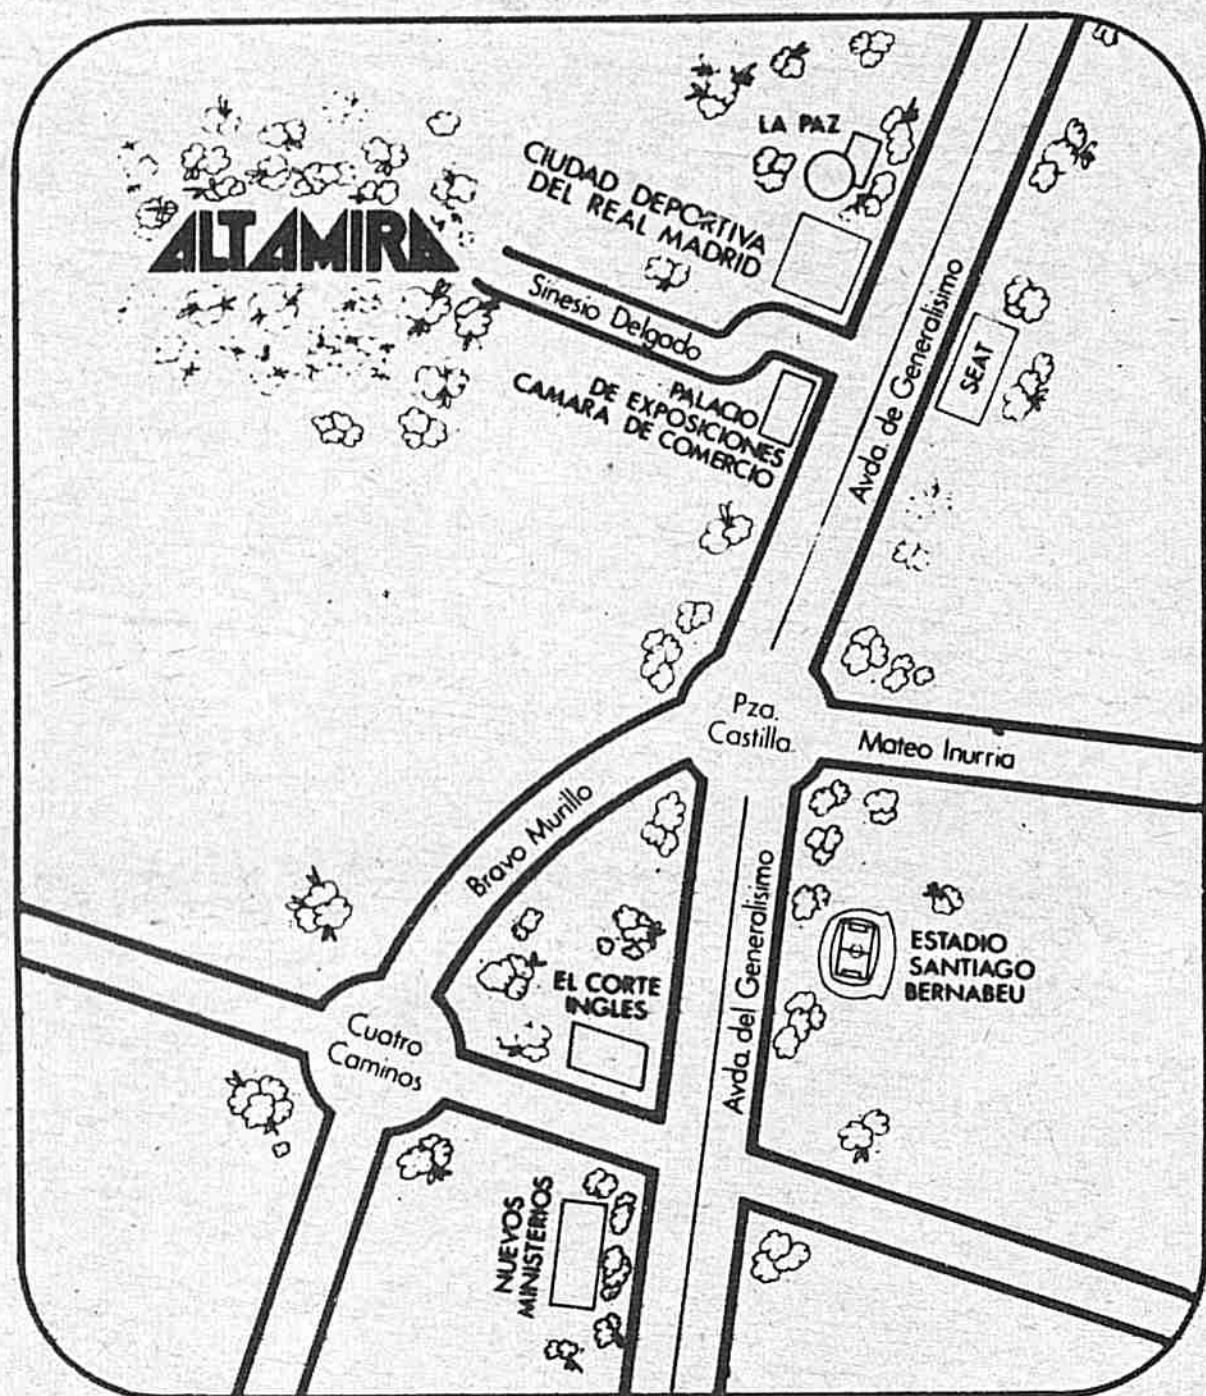 LA PAZ
CIUDAD DEPORTIVA
DEL REAL MADRID
ALTAMIRA
Sinesio Delgado
Avda. de Generalisimo
SEAT
PALACIO
DE EXPOSICIONES
CAMARA DE COMERCIO
Pza.
Castilla
Mateo Inurria
Bravo Murillo
Avda. del Generalisimo
ESTADIO
SANTIAGO
BERNABEU
EL CORTE
INGLES
Cuatro
Caminos
NUEVOS
MINISTERIOS